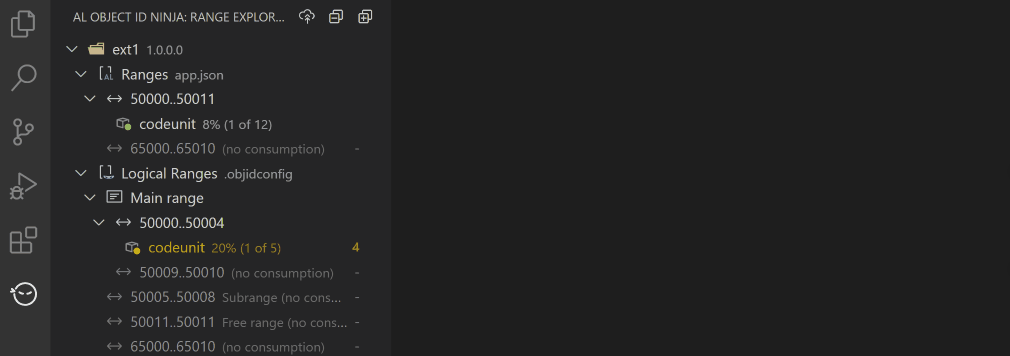 AL OBJECT ID NINJA: RANGE EXPLOR...
ext1 1.0.0.0
Ranges app.json
50000..50011
codeunit 8% (1 of 12)
65000..65010 (no consumption) -
Logical Ranges .objidconfig
Main range
50000..50004
codeunit 20% (1 of 5) 4
50009..50010 (no consumption) -
50005..50008 Subrange (no cons... -
50011..50011 Free range (no cons... -
65000..65010 (no consumption) -